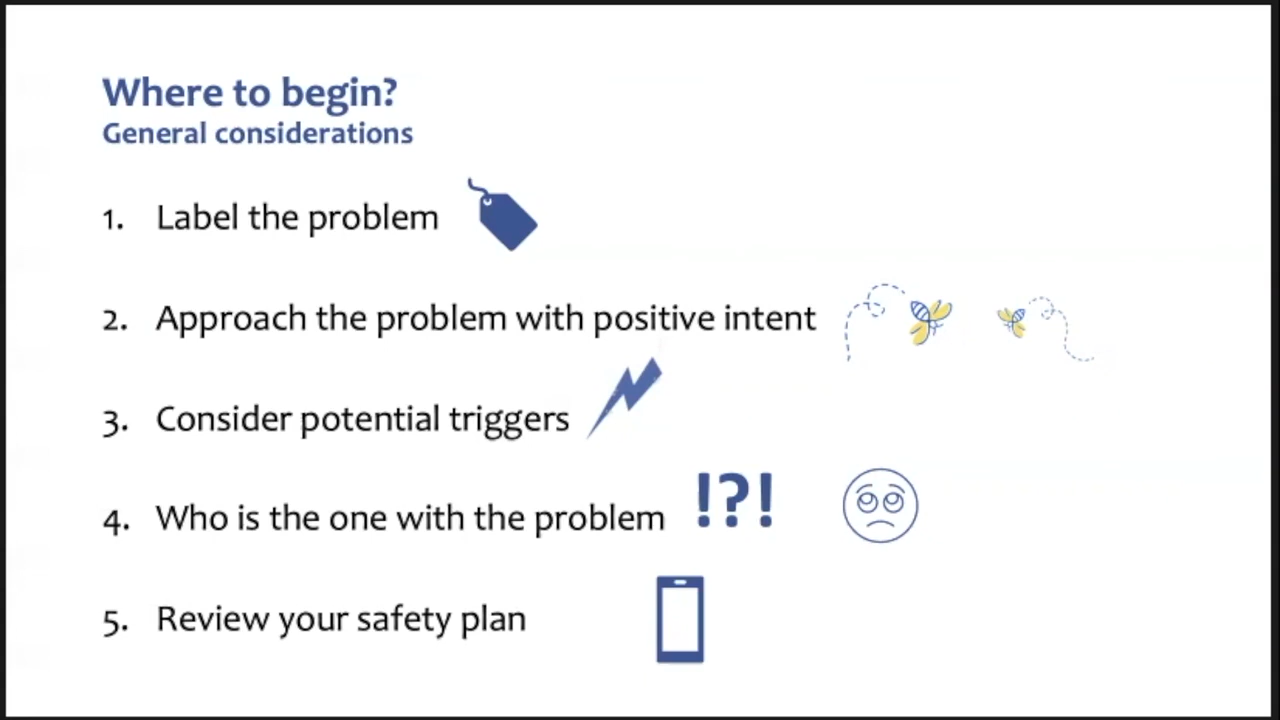 Where to begin?
General considerations
1. Label the problem
2. Approach the problem with positive intent
3. Consider potential triggers
4. Who is the one with the problem !?!
5. Review your safety plan